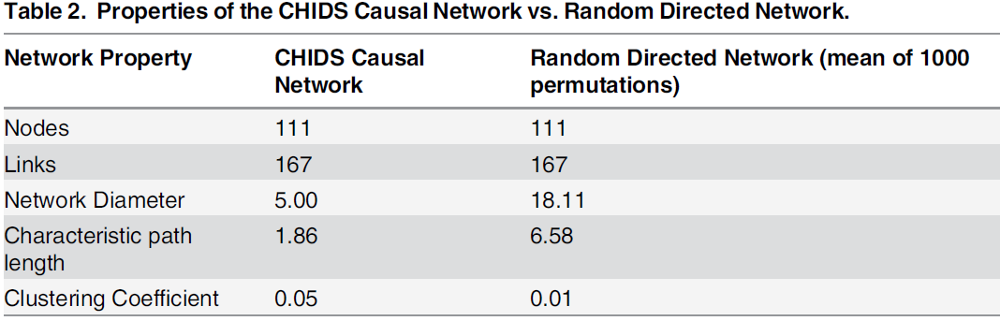 Table 2. Properties of the CHIDS Causal Network vs. Random Directed Network.
Network Property CHIDS Causal Network Random Directed Network (mean of 1000 permutations)
Nodes 111 111
Links 167 167
Network Diameter 5.00 18.11
Characteristic path length 1.86 6.58
Clustering Coefficient 0.05 0.01